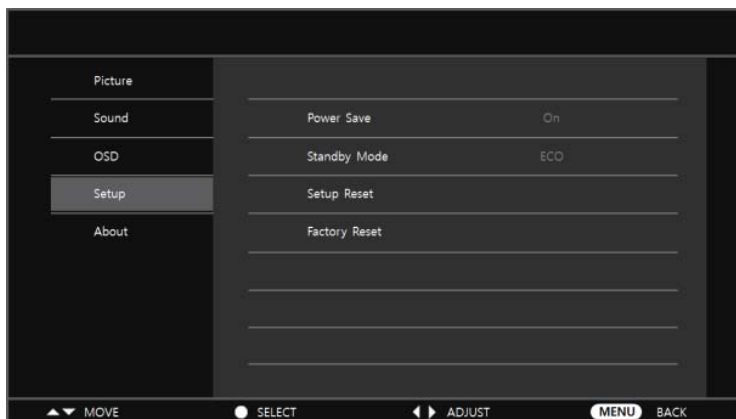 Picture
Sound
Power Save On
OSD
Standby Mode ECO
Setup
Setup Reset
About
Factory Reset
MOVE SELECT ADJUST MENU BACK